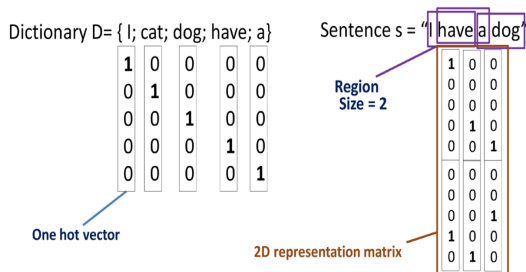 Dictionary D= { I; cat; dog; have; a}
1 0 0 0 0
0 1 0 0 0
0 0 1 0 0
0 0 0 1 0
0 0 0 0 1
One hot vector
Sentence s = “I have a dog”
Region
Size = 2
1 0 0
0 0 0
0 0 0
0 1 0
0 0 1
0 0 0
0 0 0
0 0 1
1 0 0
0 1 0
2D representation matrix